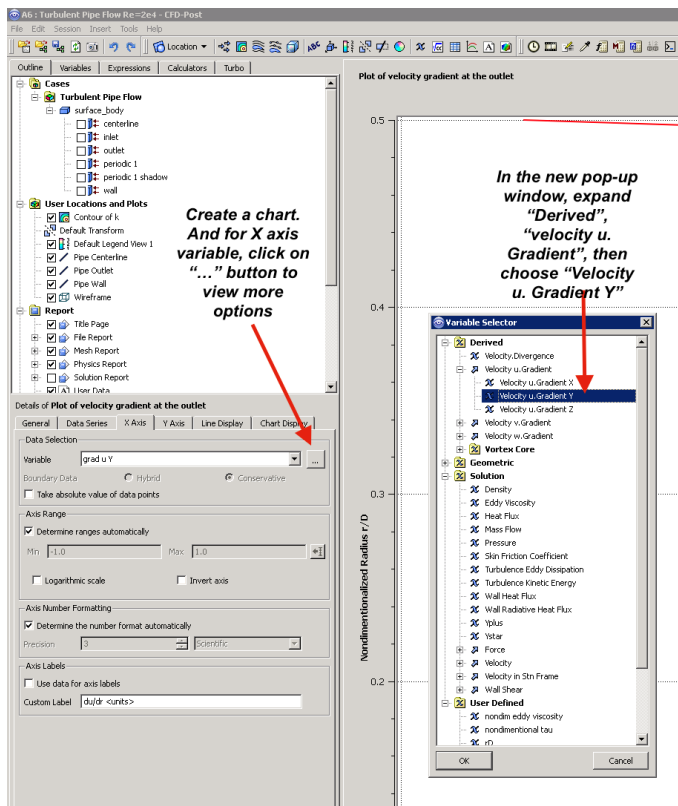 A6 : Turbulent Pipe Flow Re=2e4 - CFD-Post
File Edit Session Insert Tools Help
Location
Outline Variables Expressions Calculators Turbo
Cases
Turbulent Pipe Flow
surface_body
centerline
inlet
outlet
periodic 1
periodic 1 shadow
wall
User Locations and Plots
Contour of k
Default Transform
Default Legend View 1
Pipe Centerline
Pipe Outlet
Pipe Wall
Wireframe
Report
Title Page
File Report
Mesh Report
Physics Report
Solution Report
User Data
Create a chart.
And for X axis
variable, click on
“...” button to
view more
options
Details of Plot of velocity gradient at the outlet
General Data Series X Axis Y Axis Line Display Chart Display
Data Selection
Variable grad u Y ...
Boundary Data Hybrid Conservative
Take absolute value of data points
Axis Range
Determine ranges automatically
Min -1.0 Max 1.0
Logarithmic scale Invert axis
Axis Number Formatting
Determine the number format automatically
Precision 3 Scientific
Axis Labels
Use data for axis labels
Custom Label du/dr <units>
Plot of velocity gradient at the outlet
0.5
0.4
0.3
0.2
Nondimentionalized Radius r/D
In the new pop-up
window, expand
“Derived”,
“velocity u.
Gradient”, then
choose “Velocity
u. Gradient Y”
Variable Selector
Derived
Velocity.Divergence
Velocity u.Gradient
Velocity u.Gradient X
Velocity u.Gradient Y
Velocity u.Gradient Z
Velocity v.Gradient
Velocity w.Gradient
Vortex Core
Geometric
Solution
Density
Eddy Viscosity
Heat Flux
Mass Flow
Pressure
Skin Friction Coefficient
Turbulence Eddy Dissipation
Turbulence Kinetic Energy
Wall Heat Flux
Wall Radiative Heat Flux
Yplus
Ystar
Force
Velocity
Velocity in Stn Frame
Wall Shear
User Defined
nondim eddy viscosity
nondimentional tau
rD
OK Cancel